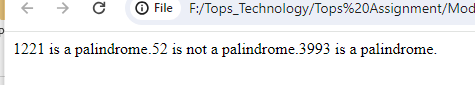 File F:/Tops_Technology/Tops%20Assignment/Mod
1221 is a palindrome.52 is not a palindrome.3993 is a palindrome.